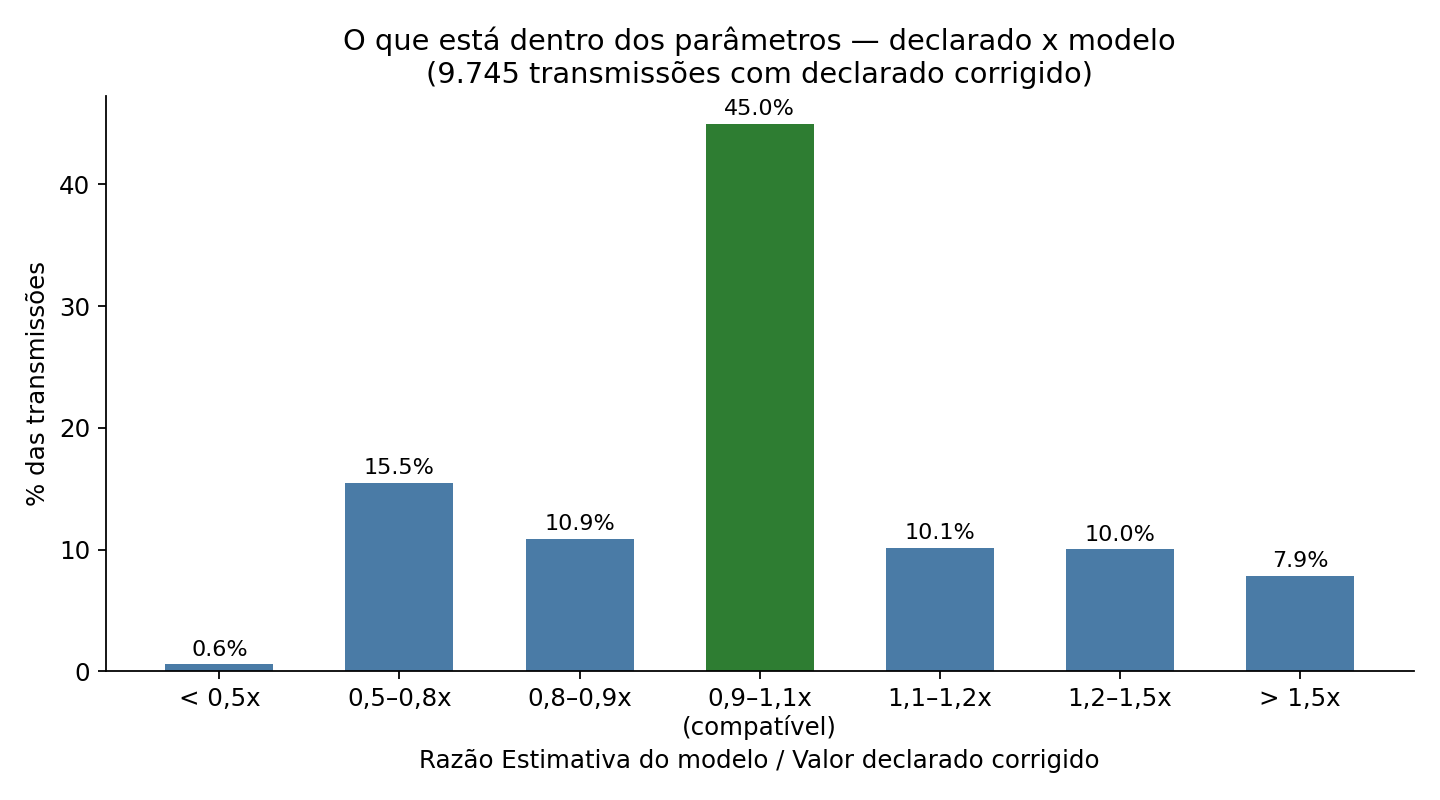 O que está dentro dos parâmetros — declarado x modelo
(9.745 transmissões com declarado corrigido)
% das transmissões
40
30
20
10
0
0.6%
15.5%
10.9%
45.0%
10.1%
10.0%
7.9%
< 0,5x
0,5–0,8x
0,8–0,9x
0,9–1,1x
(compatível)
1,1–1,2x
1,2–1,5x
> 1,5x
Razão Estimativa do modelo / Valor declarado corrigido